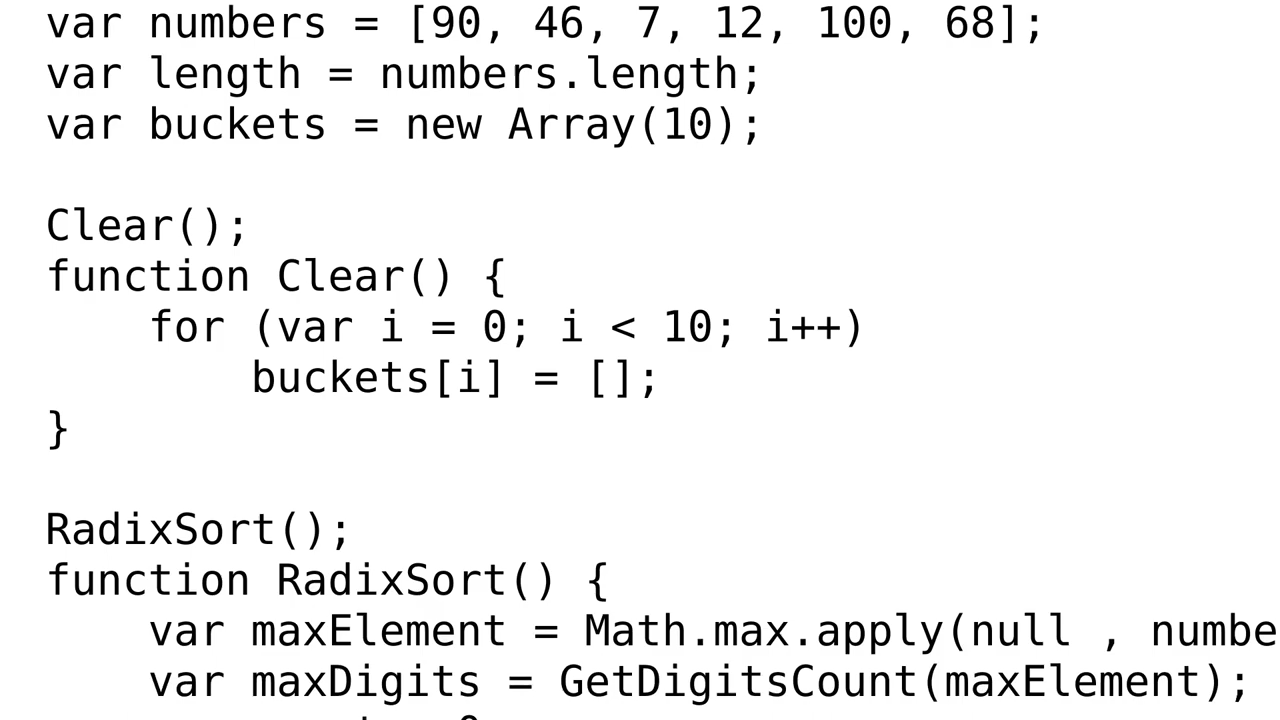 var numbers = [90, 46, 7, 12, 100, 68];
var length = numbers.length;
var buckets = new Array(10);
Clear();
function Clear() {
for (var i = 0; i < 10; i++)
buckets[i] = [];
}
RadixSort();
function RadixSort() {
var maxElement = Math.max.apply(null , numbe
var maxDigits = GetDigitsCount(maxElement);